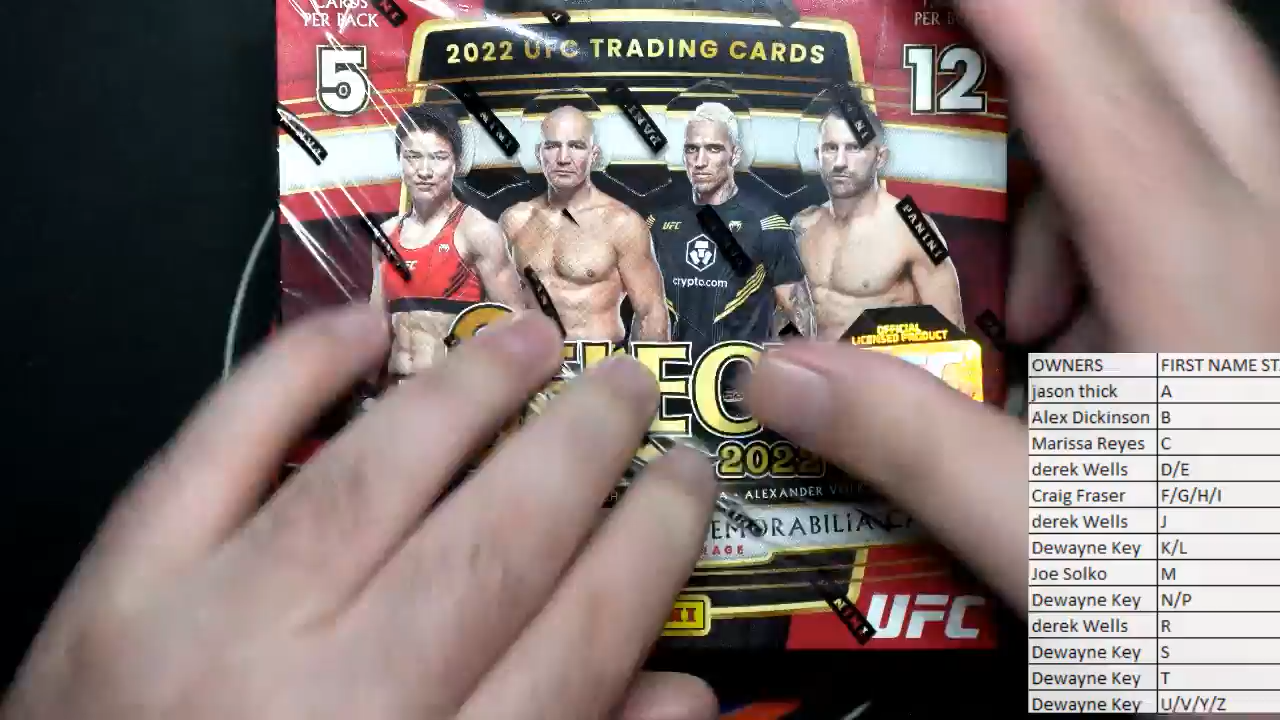 CARDS
PER PACK
5
2022 UFC TRADING CARDS
PER
12
PANINI
PANINI
UFC
crypto.com
OFFICIAL
LICENSED PRODUCT
2022
ALEXANDER
MEMORABILIA
UFC
OWNERS FIRST NAME ST
jason thick A
Alex Dickinson B
Marissa Reyes C
derek Wells D/E
Craig Fraser F/G/H/I
derek Wells J
Dewayne Key K/L
Joe Solko M
Dewayne Key N/P
derek Wells R
Dewayne Key S
Dewayne Key T
Dewayne Key U/V/Y/Z